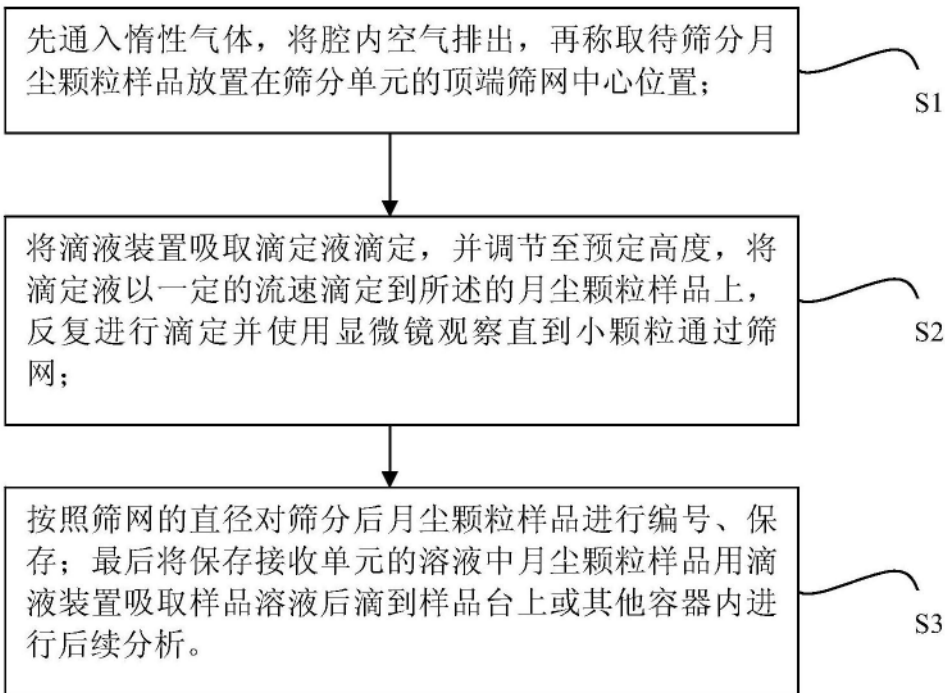 先通入惰性气体，将腔内空气排出，再称取待筛分月
尘颗粒样品放置在筛分单元的顶端筛网中心位置；
S1
将滴液装置吸取滴定液滴定，并调节至预定高度，将
滴定液以一定的流速滴定到所述的月尘颗粒样品上，
反复进行滴定并使用显微镜观察直到小颗粒通过筛
网；
S2
按照筛网的直径对筛分后月尘颗粒样品进行编号、保
存；最后将保存接收单元的溶液中月尘颗粒样品用滴
液装置吸取样品溶液后滴到样品台上或其他容器内进
行后续分析。
S3